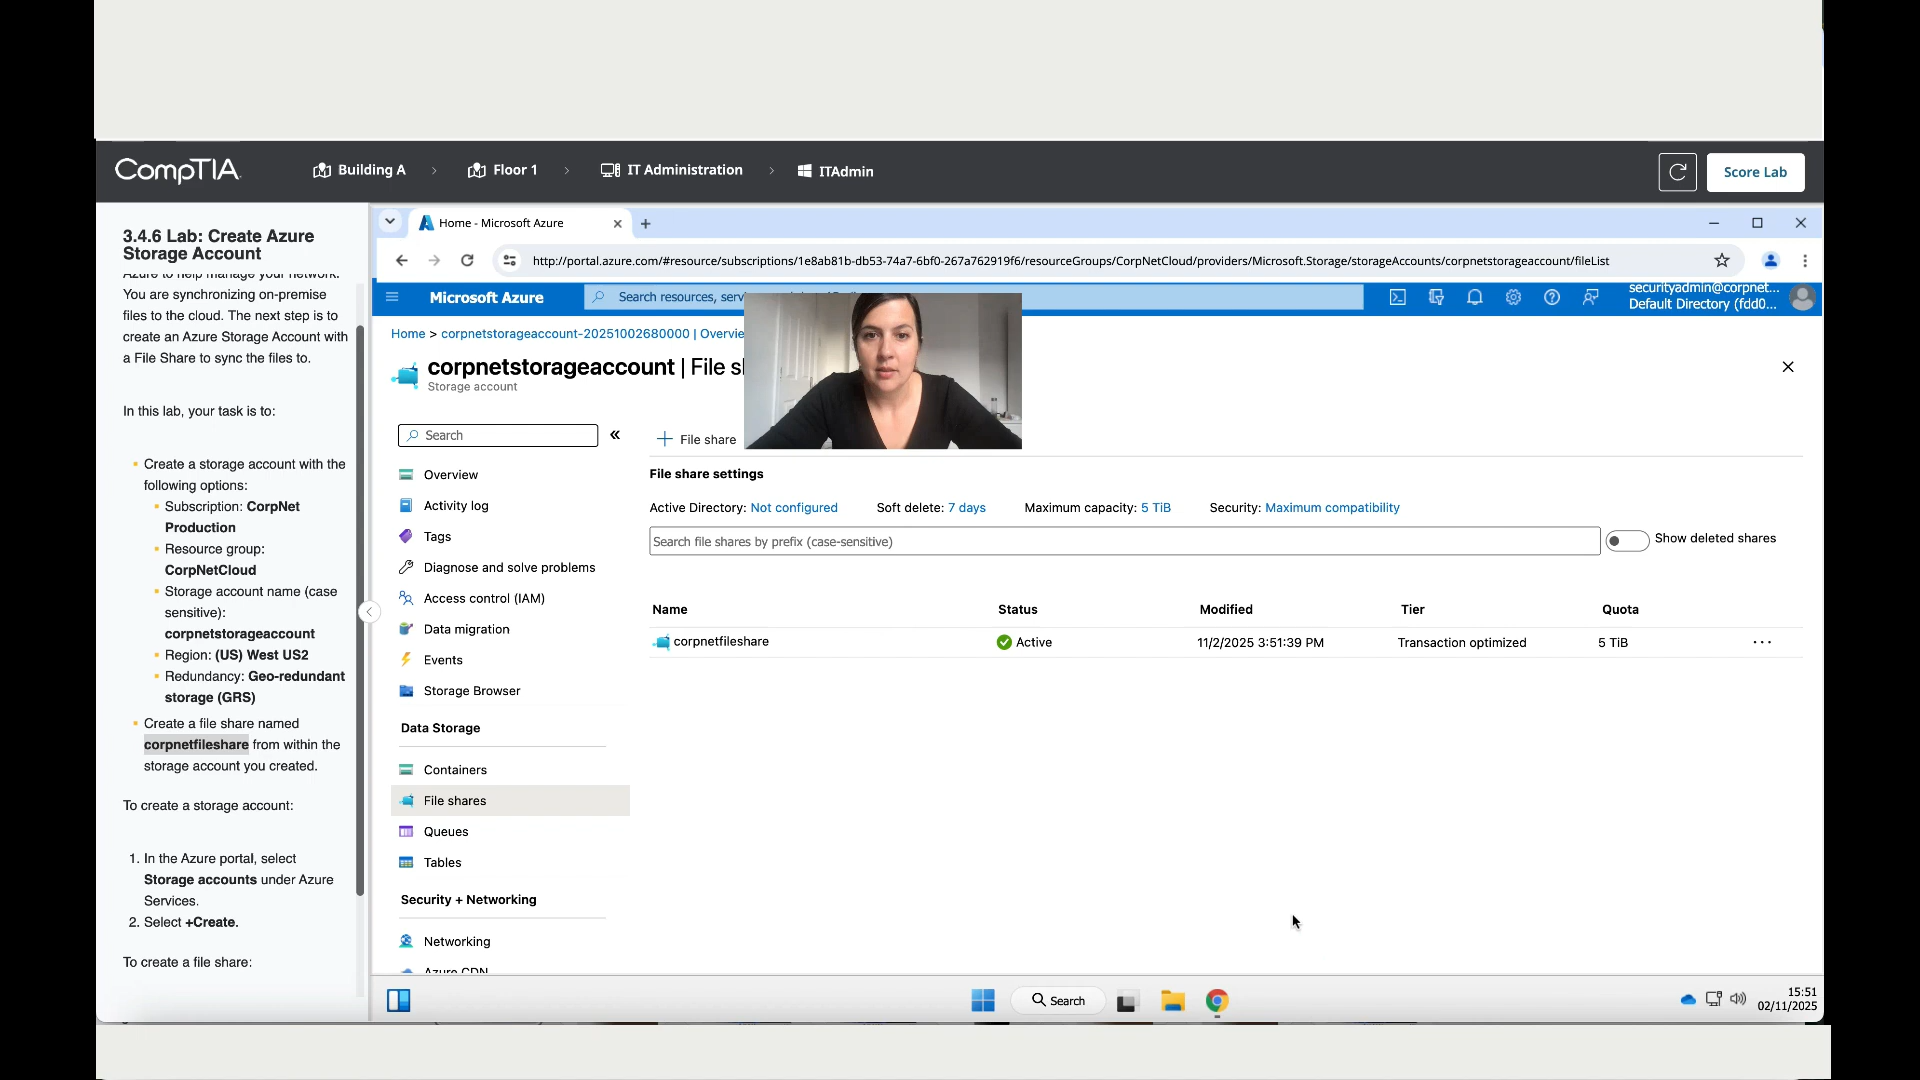 CompTIA.
Building A
Floor 1
IT Administration
ITAdmin
Score Lab
3.4.6 Lab: Create Azure
Storage Account
Azure to help manage your network.
You are synchronizing on-premise
files to the cloud. The next step is to
create an Azure Storage Account with
a File Share to sync the files to.
In this lab, your task is to:
Create a storage account with the
following options:
Subscription: CorpNet
Production
Resource group:
CorpNetCloud
Storage account name (case
sensitive):
corpnetstorageaccount
Region: (US) West US2
Redundancy: Geo-redundant
storage (GRS)
Create a file share named
corpnetfileshare from within the
storage account you created.
To create a storage account:
1. In the Azure portal, select
Storage accounts under Azure
Services.
2. Select +Create.
To create a file share:
Home - Microsoft Azure
http://portal.azure.com/#resource/subscriptions/1e8ab81b-db53-74a7-6bf0-267a762919f6/resourceGroups/CorpNetCloud/providers/Microsoft.Storage/storageAccounts/corpnetstorageaccount/fileList
Microsoft Azure
Search resources,
securityadmin@corpnet...
Default Directory (fdd0...
Home > corpnetstorageaccount-20251002680000 | Overvie
corpnetstorageaccount | File s
Storage account
Search
«
Overview
Activity log
Tags
Diagnose and solve problems
Access control (IAM)
Data migration
Events
Storage Browser
Data Storage
Containers
File shares
Queues
Tables
Security + Networking
Networking
Azure CDN
+ File share
File share settings
Active Directory: Not configured Soft delete: 7 days Maximum capacity: 5 TiB Security: Maximum compatibility
Search file shares by prefix (case-sensitive)
Show deleted shares
Name Status Modified Tier Quota
corpnetfileshare Active 11/2/2025 3:51:39 PM Transaction optimized 5 TiB ...
Search
15:51
02/11/2025